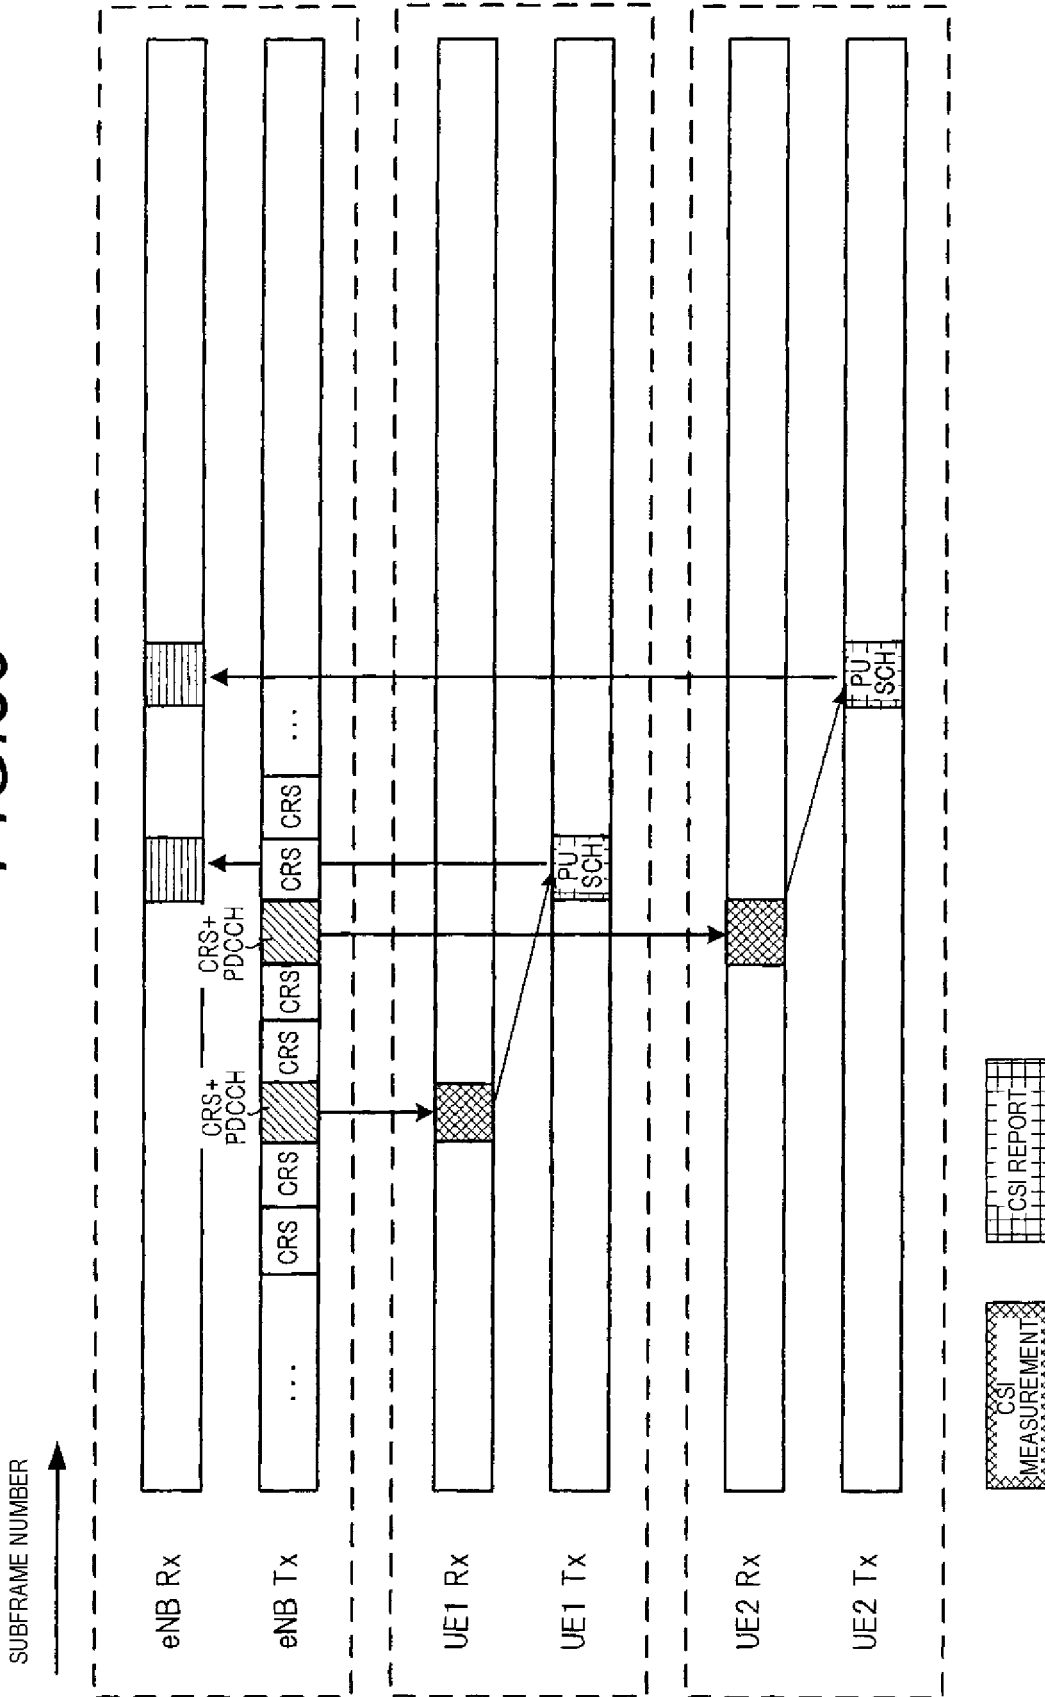 SUBFRAME NUMBER
eNB Rx
CRS+
PDCCH
CRS+
PDCCH
eNB Tx
...
CRS
CRS
CRS
CRS
CRS
CRS
...
UE1 Rx
UE1 Tx
PU
SCH
UE2 Rx
UE2 Tx
PU
SCH
CSI
MEASUREMENT
CSI REPORT